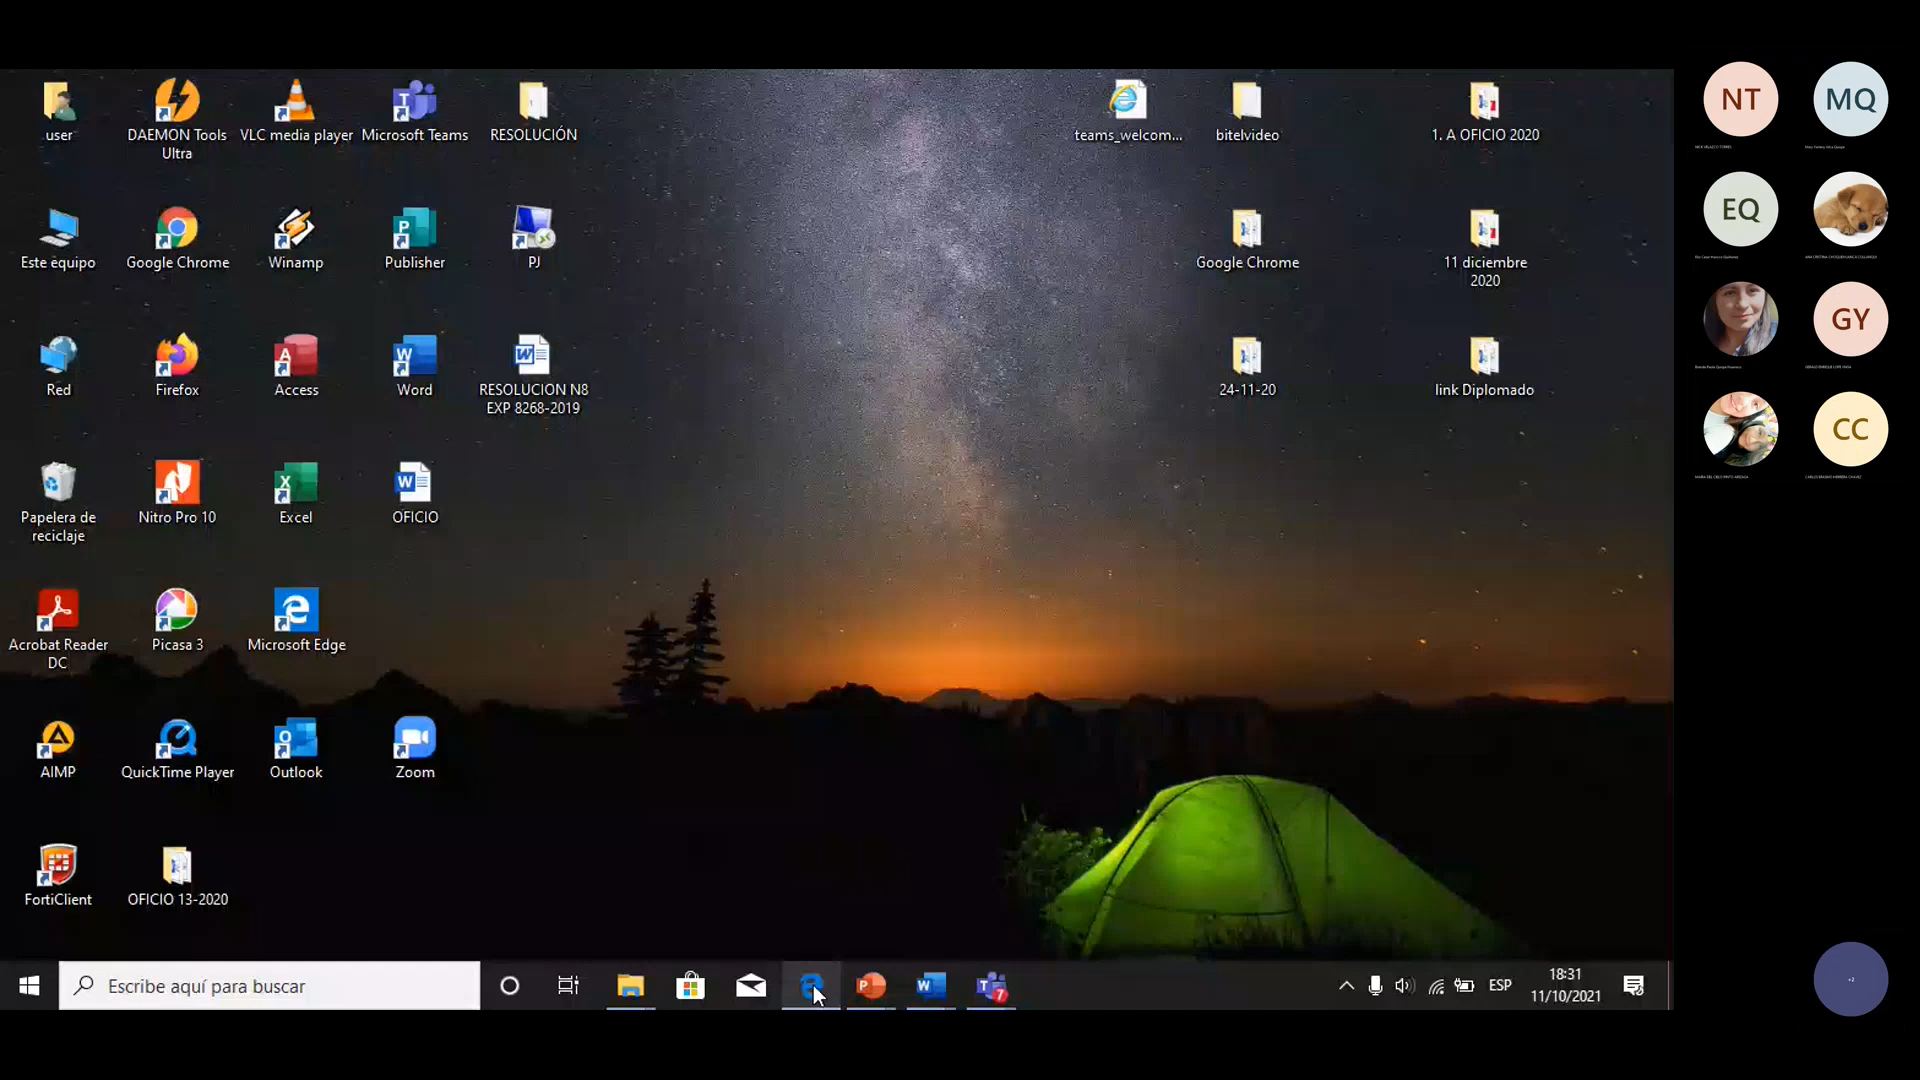 user
DAEMON Tools
Ultra
VLC media player
Microsoft Teams
RESOLUCIÓN
teams_welcom...
bitelvideo
1. A OFICIO 2020
NT
MQ
Este equipo
Google Chrome
Winamp
Publisher
PJ
Google Chrome
11 diciembre
2020
EQ
Red
Firefox
Access
Word
RESOLUCION N8
EXP 8268-2019
24-11-20
link Diplomado
GY
Papelera de
reciclaje
Nitro Pro 10
Excel
OFICIO
CC
Acrobat Reader
DC
Picasa 3
Microsoft Edge
AIMP
QuickTime Player
Outlook
Zoom
FortiClient
OFICIO 13-2020
Escribe aquí para buscar
7
ESP
18:31
11/10/2021
+2